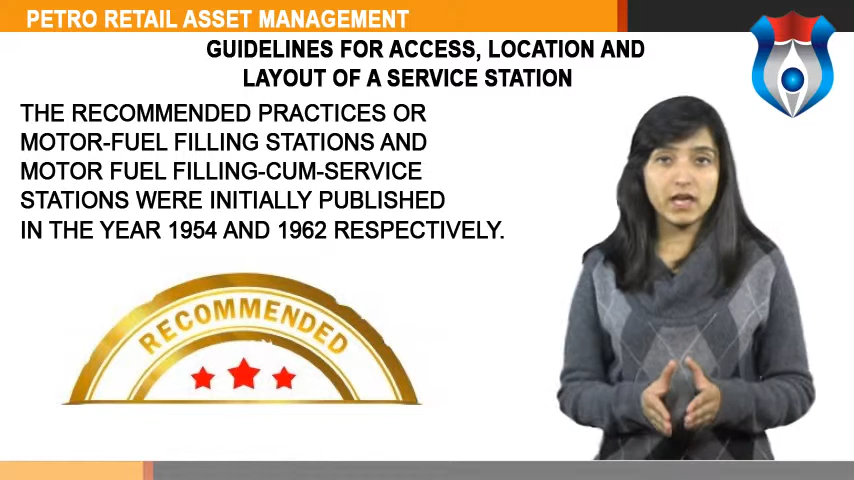 PETRO RETAIL ASSET MANAGEMENT
GUIDELINES FOR ACCESS, LOCATION AND
LAYOUT OF A SERVICE STATION
THE RECOMMENDED PRACTICES OR
MOTOR-FUEL FILLING STATIONS AND
MOTOR FUEL FILLING-CUM-SERVICE
STATIONS WERE INITIALLY PUBLISHED
IN THE YEAR 1954 AND 1962 RESPECTIVELY.
RECOMMENDED